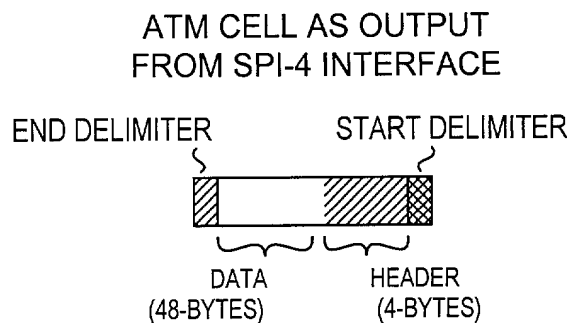 ATM CELL AS OUTPUT
FROM SPI-4 INTERFACE
END DELIMITER
START DELIMITER
DATA
(48-BYTES)
HEADER
(4-BYTES)